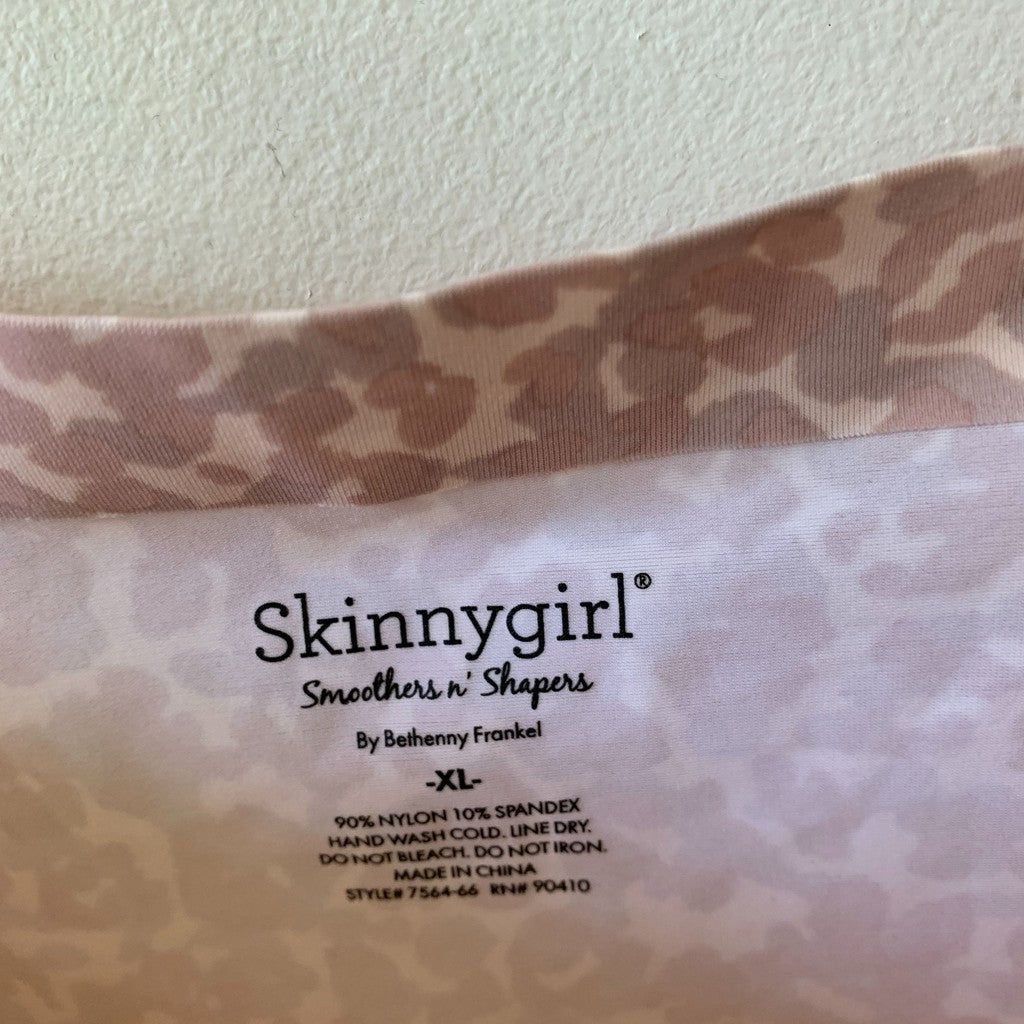 Skinnygirl®
Smoothers n' Shapers
By Bethenny Frankel
-XL-
90% NYLON 10% SPANDEX
HAND WASH COLD. LINE DRY.
DO NOT BLEACH. DO NOT IRON.
MADE IN CHINA
STYLE# 7564-66 RN# 90410